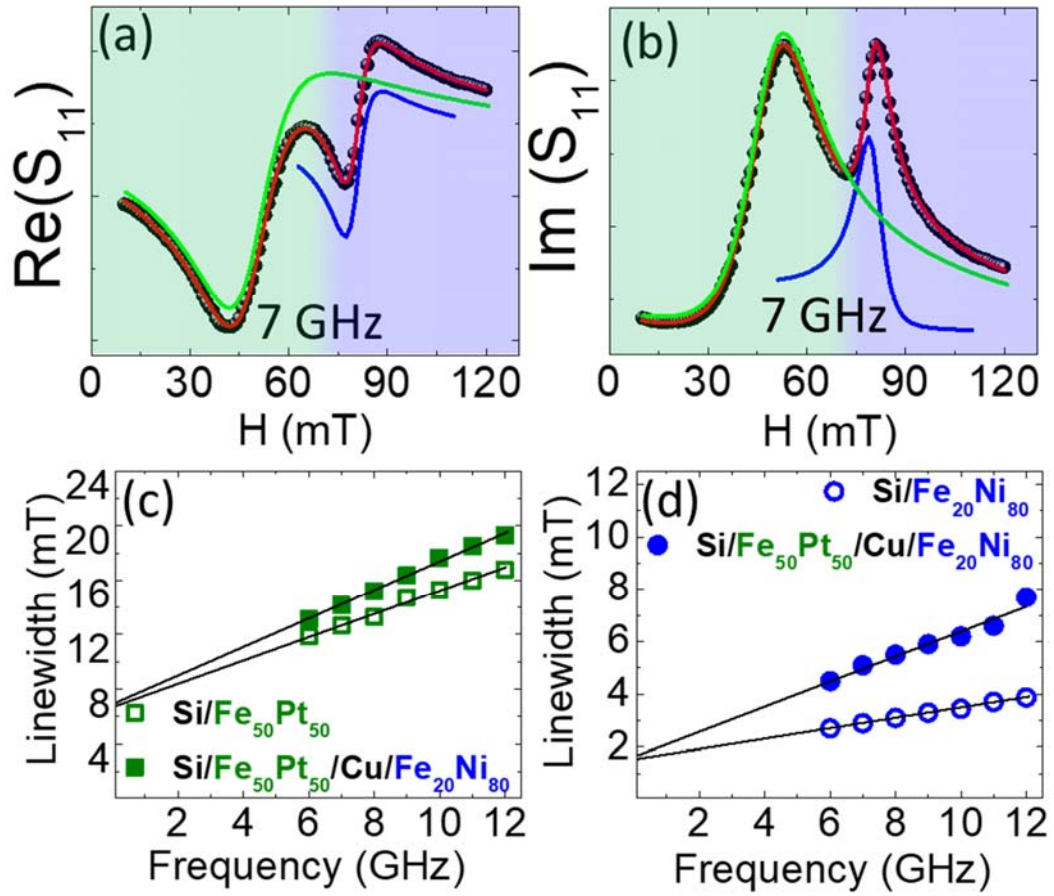 (a)
Re(S₁₁)
7 GHz
0 30 60 90 120
H (mT)
(b)
Im (S₁₁)
7 GHz
0 30 60 90 120
H (mT)
(c)
Linewidth (mT)
24
20
16
12
8
4
Si/Fe₅₀Pt₅₀
Si/Fe₅₀Pt₅₀/Cu/Fe₂₀Ni₈₀
2 4 6 8 10 12
Frequency (GHz)
(d)
Linewidth (mT)
12
10
8
6
4
2
Si/Fe₂₀Ni₈₀
Si/Fe₅₀Pt₅₀/Cu/Fe₂₀Ni₈₀
2 4 6 8 10 12
Frequency (GHz)